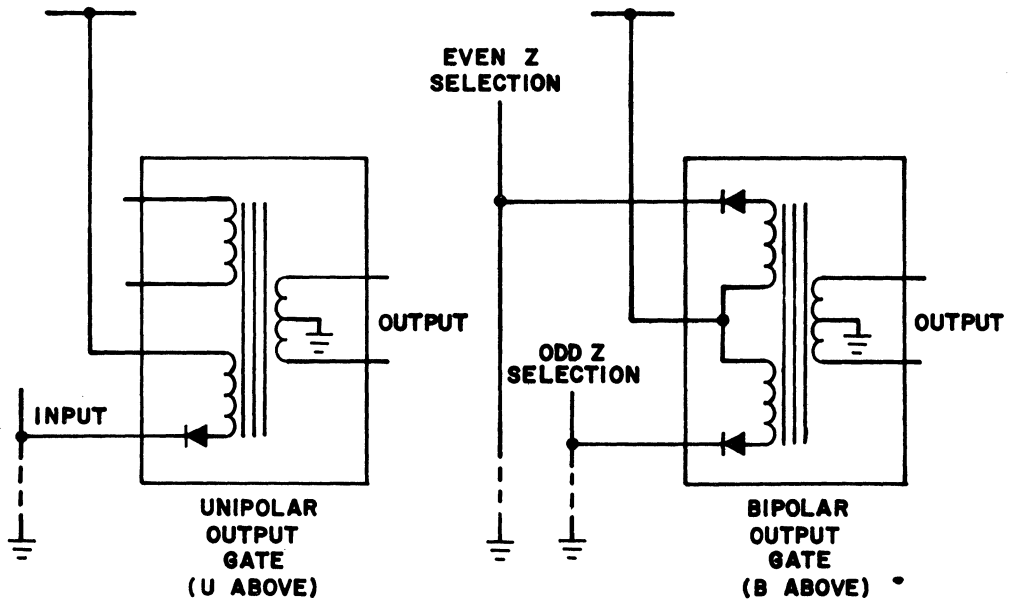 EVEN Z
SELECTION
OUTPUT
INPUT
ODD Z
SELECTION
OUTPUT
UNIPOLAR
OUTPUT
GATE
(U ABOVE)
BIPOLAR
OUTPUT
GATE
(B ABOVE)